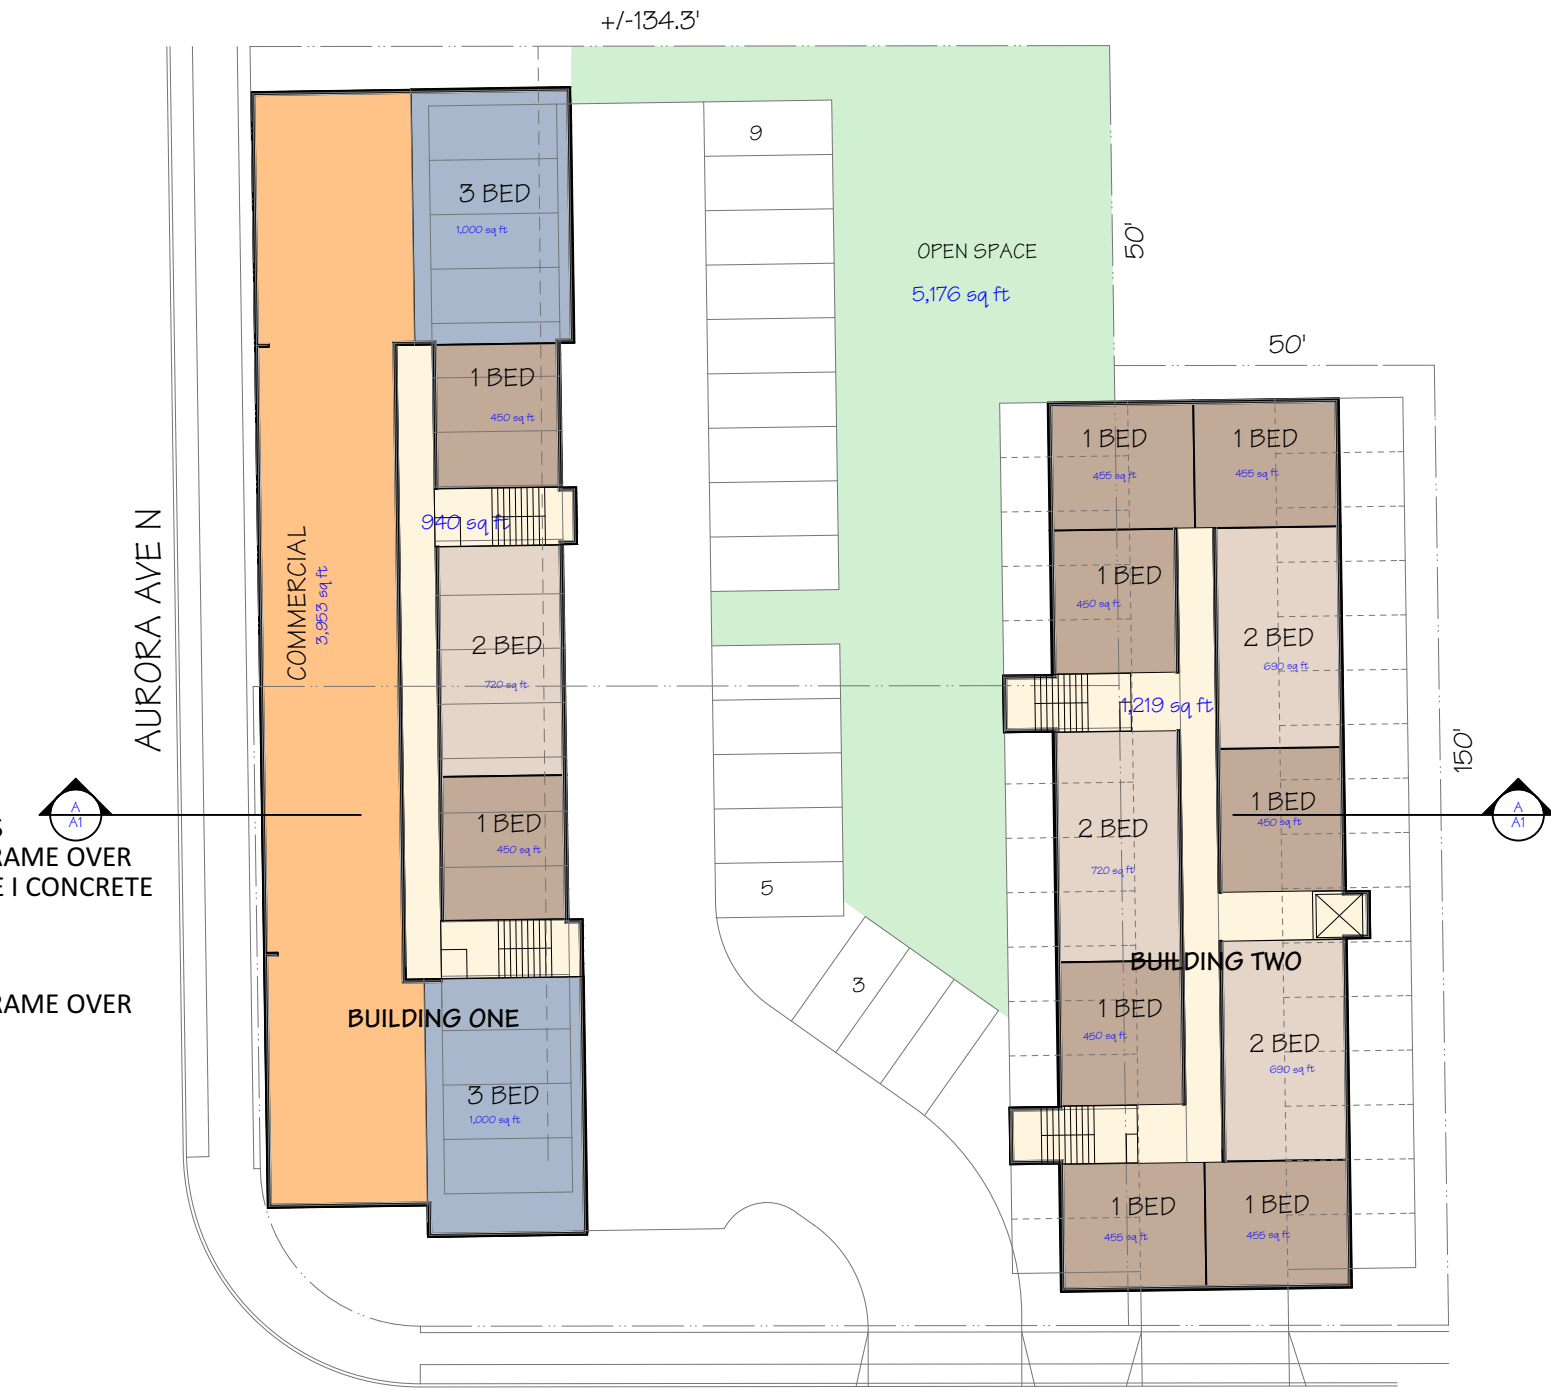 +/-134.3'
9
3 BED
1,000 sq ft
OPEN SPACE
5,176 sq ft
50'
50'
1 BED
450 sq ft
1 BED
455 sq ft
1 BED
455 sq ft
940 sq ft
AURORA AVE N
COMMERCIAL
3,953 sq ft
1 BED
450 sq ft
2 BED
720 sq ft
2 BED
690 sq ft
1,219 sq ft
150'
A
A1
S
RAME OVER
E I CONCRETE
1 BED
450 sq ft
2 BED
720 sq ft
1 BED
450 sq ft
A
A1
5
3
BUILDING TWO
RAME OVER
BUILDING ONE
1 BED
450 sq ft
2 BED
690 sq ft
3 BED
1,000 sq ft
1 BED
455 sq ft
1 BED
455 sq ft